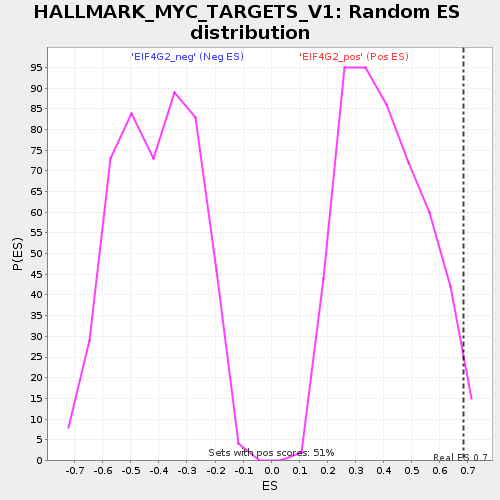 HALLMARK_MYC_TARGETS_V1: Random ES
distribution
'EIF4G2_neg' (Neg ES)
'EIF4G2_pos' (Pos ES)
95
90
85
80
75
70
65
60
55
50
45
40
35
30
25
20
15
10
5
0
P(ES)
Sets with pos scores: 51%
Real ES 0.7
-0.7 -0.6 -0.5 -0.4 -0.3 -0.2 -0.1 0.0 0.1 0.2 0.3 0.4 0.5 0.6 0.7
ES